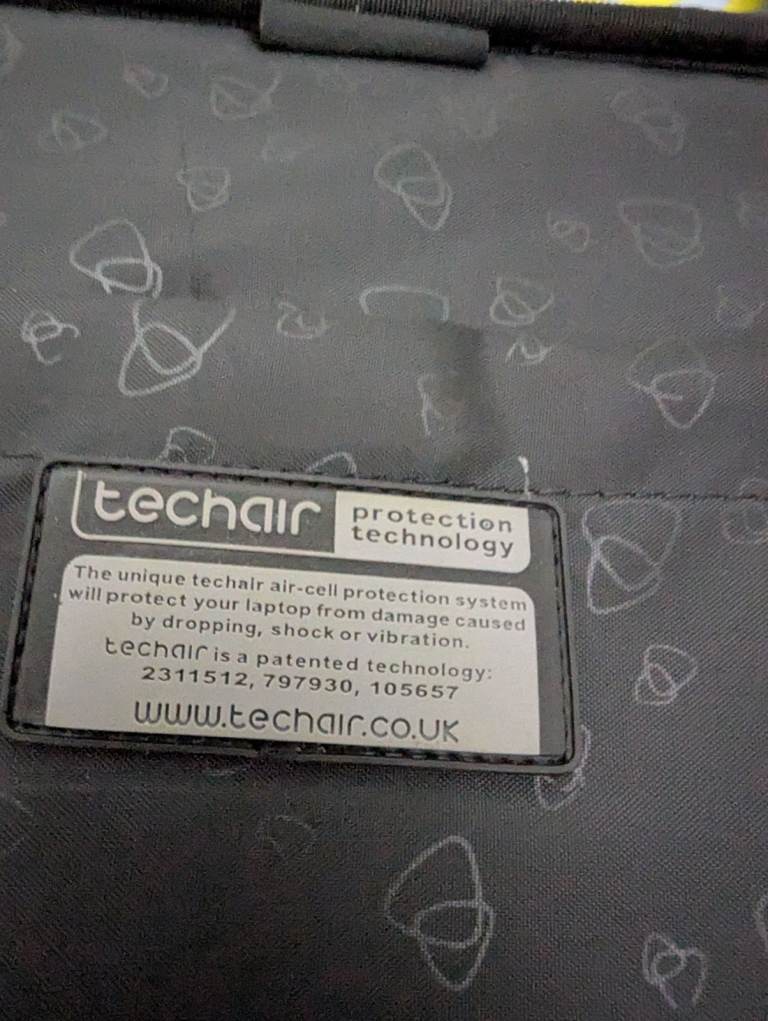 techair
protection
technology
The unique techair air-cell protection system
will protect your laptop from damage caused
by dropping, shock or vibration.
techair is a patented technology:
2311512, 797930, 105657
www.techair.co.uk